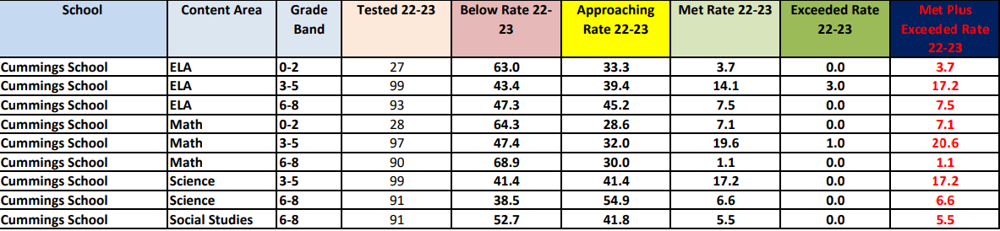 School Content Area Grade Band Tested 22-23 Below Rate 22-23 Approaching Rate 22-23 Met Rate 22-23 Exceeded Rate 22-23 Met Plus Exceeded Rate 22-23
Cummings School ELA 0-2 27 63.0 33.3 3.7 0.0 3.7
Cummings School ELA 3-5 99 43.4 39.4 14.1 3.0 17.2
Cummings School ELA 6-8 93 47.3 45.2 7.5 0.0 7.5
Cummings School Math 0-2 28 64.3 28.6 7.1 0.0 7.1
Cummings School Math 3-5 97 47.4 32.0 19.6 1.0 20.6
Cummings School Math 6-8 90 68.9 30.0 1.1 0.0 1.1
Cummings School Science 3-5 99 41.4 41.4 17.2 0.0 17.2
Cummings School Science 6-8 91 38.5 54.9 6.6 0.0 6.6
Cummings School Social Studies 6-8 91 52.7 41.8 5.5 0.0 5.5